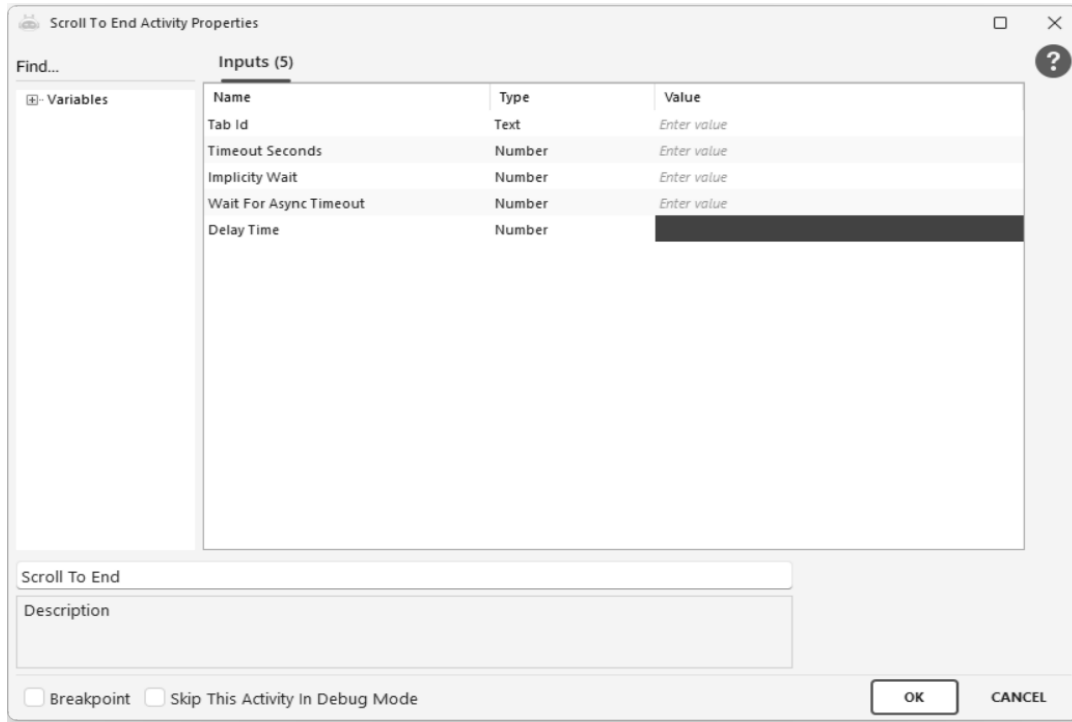 Scroll To End Activity Properties
Find...
Inputs (5)
?
Variables
Name Type Value
Tab Id Text Enter value
Timeout Seconds Number Enter value
Implicity Wait Number Enter value
Wait For Async Timeout Number Enter value
Delay Time Number
Scroll To End
Description
Breakpoint Skip This Activity In Debug Mode OK CANCEL